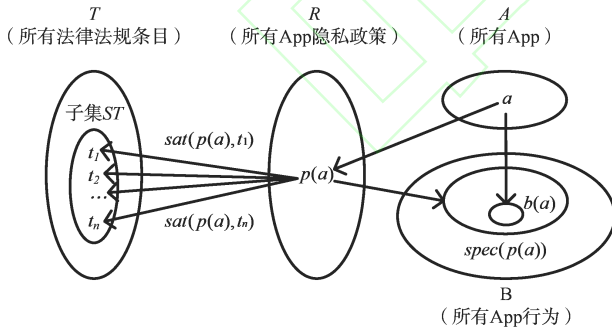 T
（所有法律法规条目）
R
（所有App隐私政策）
A
（所有App）
子集ST
t1
t2
...
tn
sat(p(a),t1)
sat(p(a),tn)
p(a)
a
b(a)
spec(p(a))
B
（所有App行为）